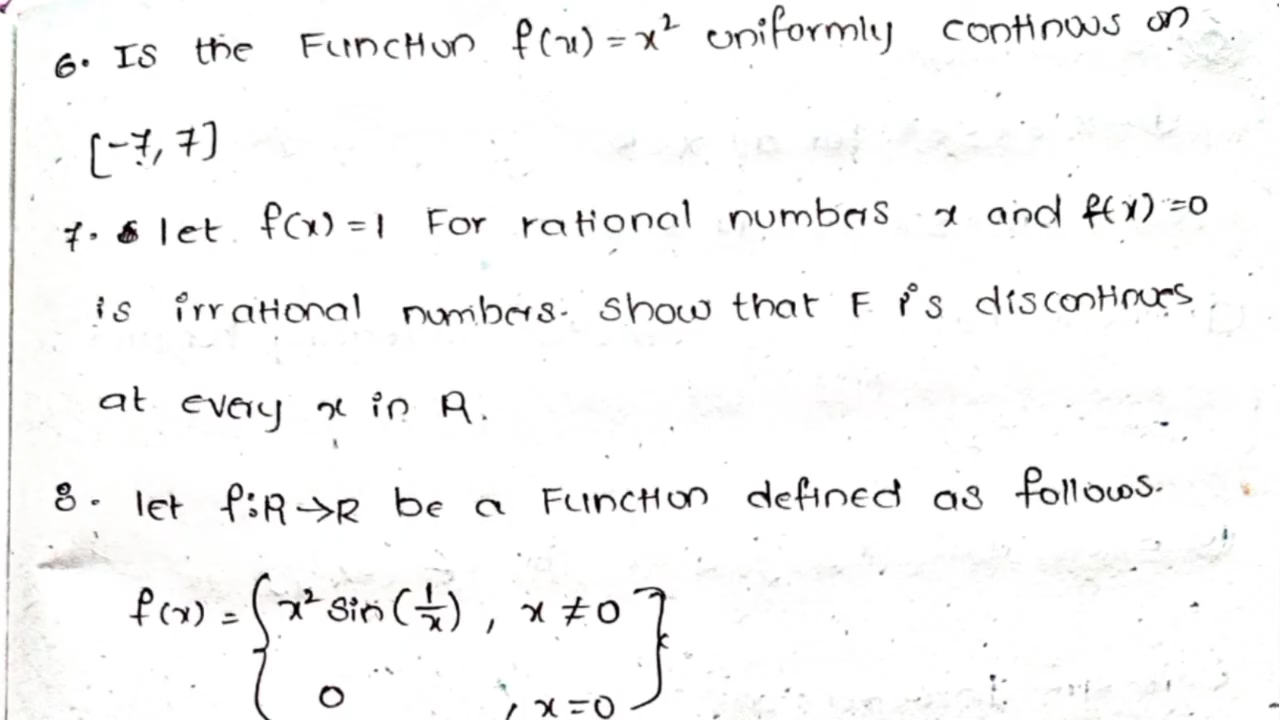 6. Is the Function f(x) = x² uniformly continous on
[-7, 7]
7. let f(x) = 1 For rational numbers x and f(x) = 0
is irrational numbers. show that F is discontinues
at every x in R.
8. let f:R→R be a Function defined as follows.
f(x) = { x² sin(1/x) , x ≠ 0 }
0 , x = 0